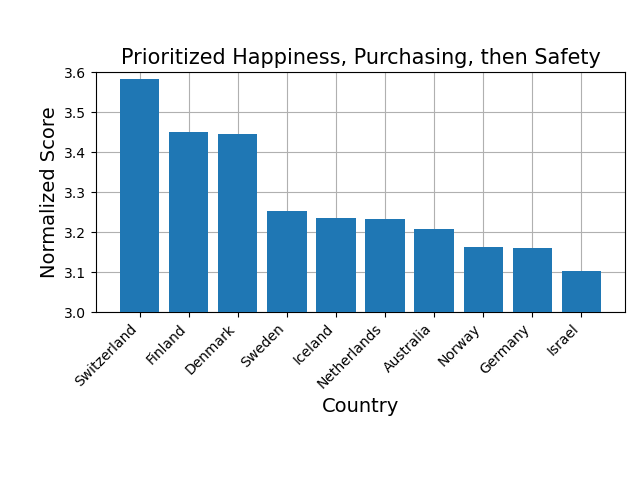 Prioritized Happiness, Purchasing, then Safety
Normalized Score
3.6
3.5
3.4
3.3
3.2
3.1
3.0
Switzerland
Finland
Denmark
Sweden
Iceland
Netherlands
Australia
Norway
Germany
Israel
Country